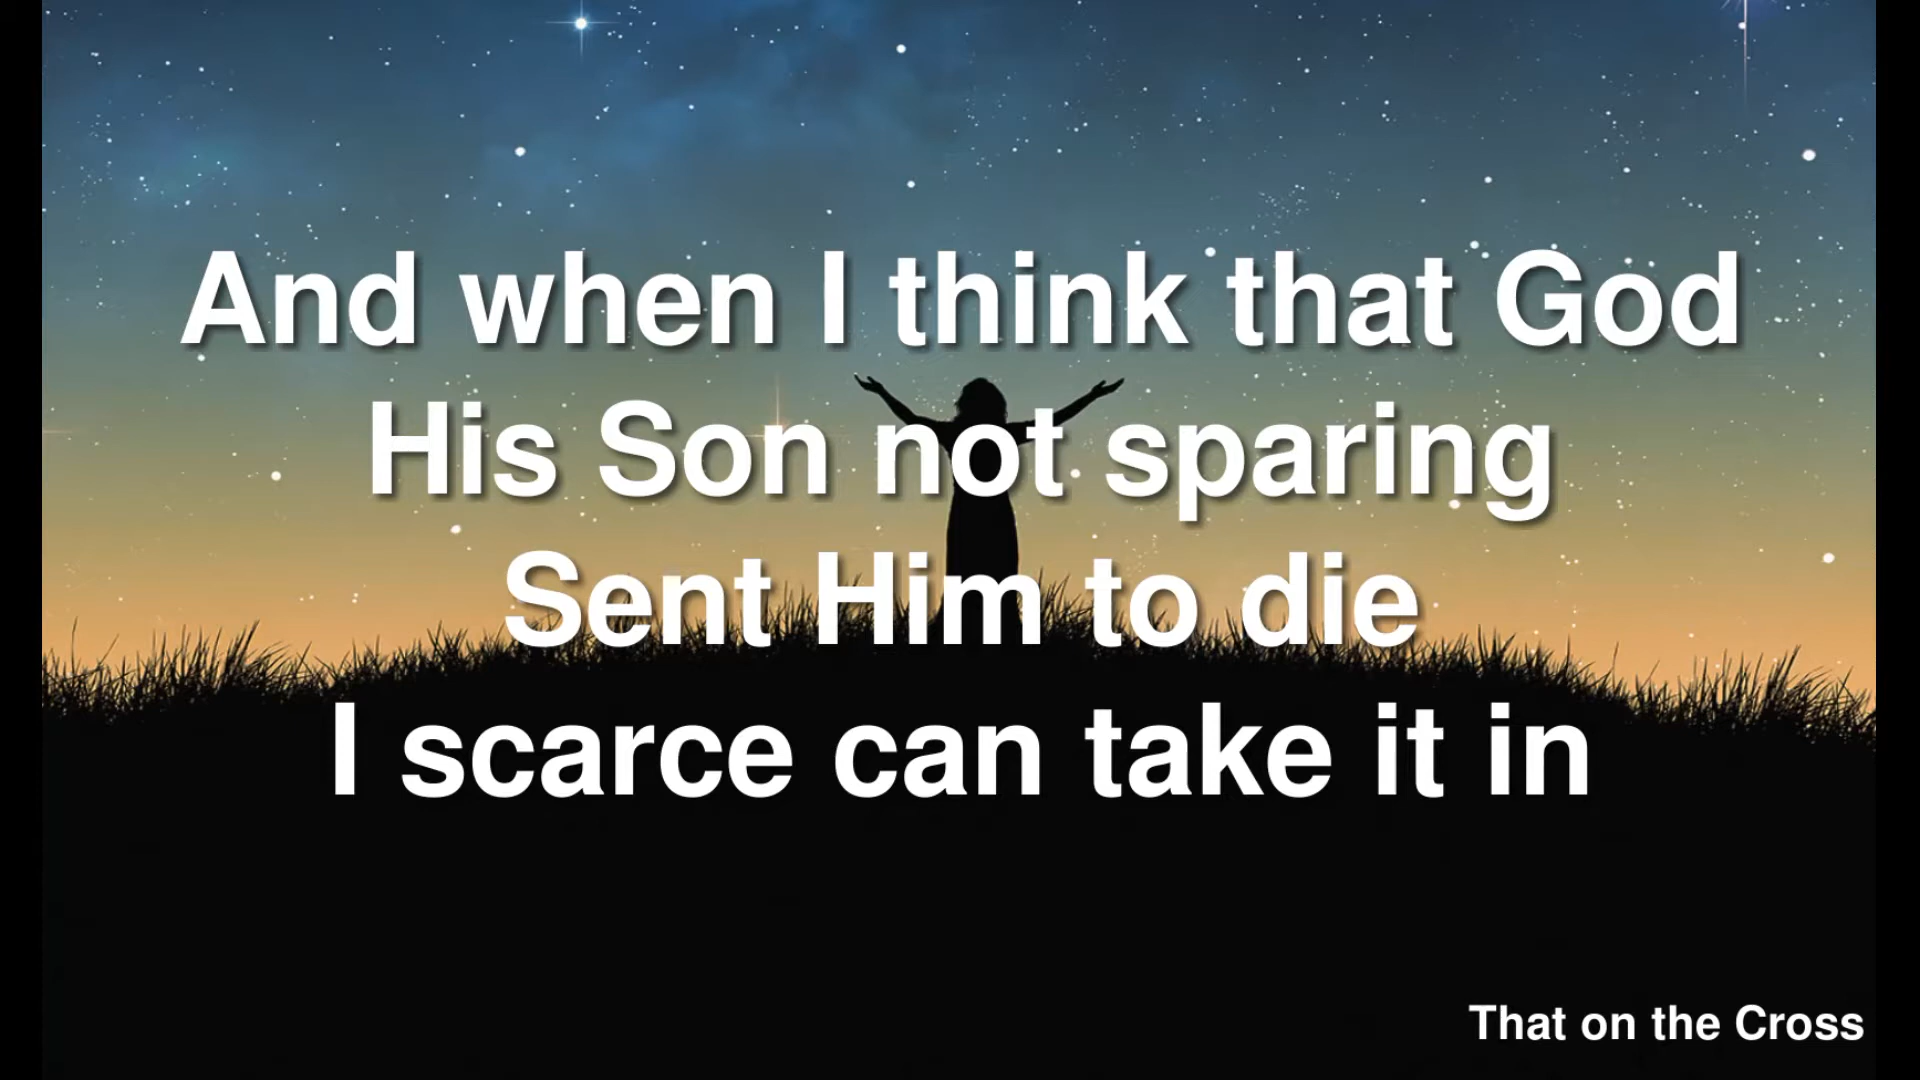 And when I think that God
His Son not sparing
Sent Him to die
I scarce can take it in
That on the Cross